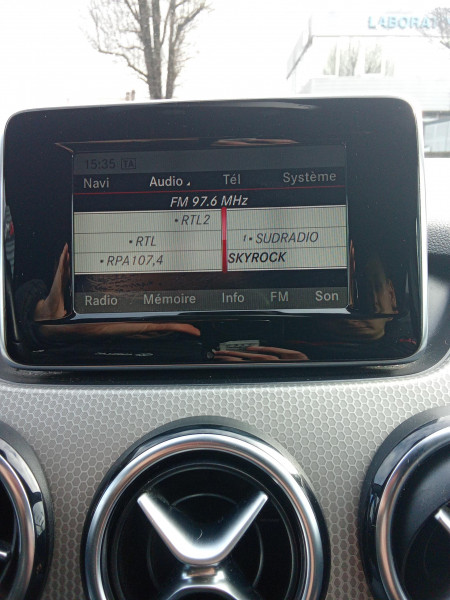 LABORAT
15:35 TA
Navi Audio Tél Système
FM 97.6 MHz
• RTL2
• RTL 1• SUDRADIO
• RPA107,4 SKYROCK
Radio Mémoire Info FM Son